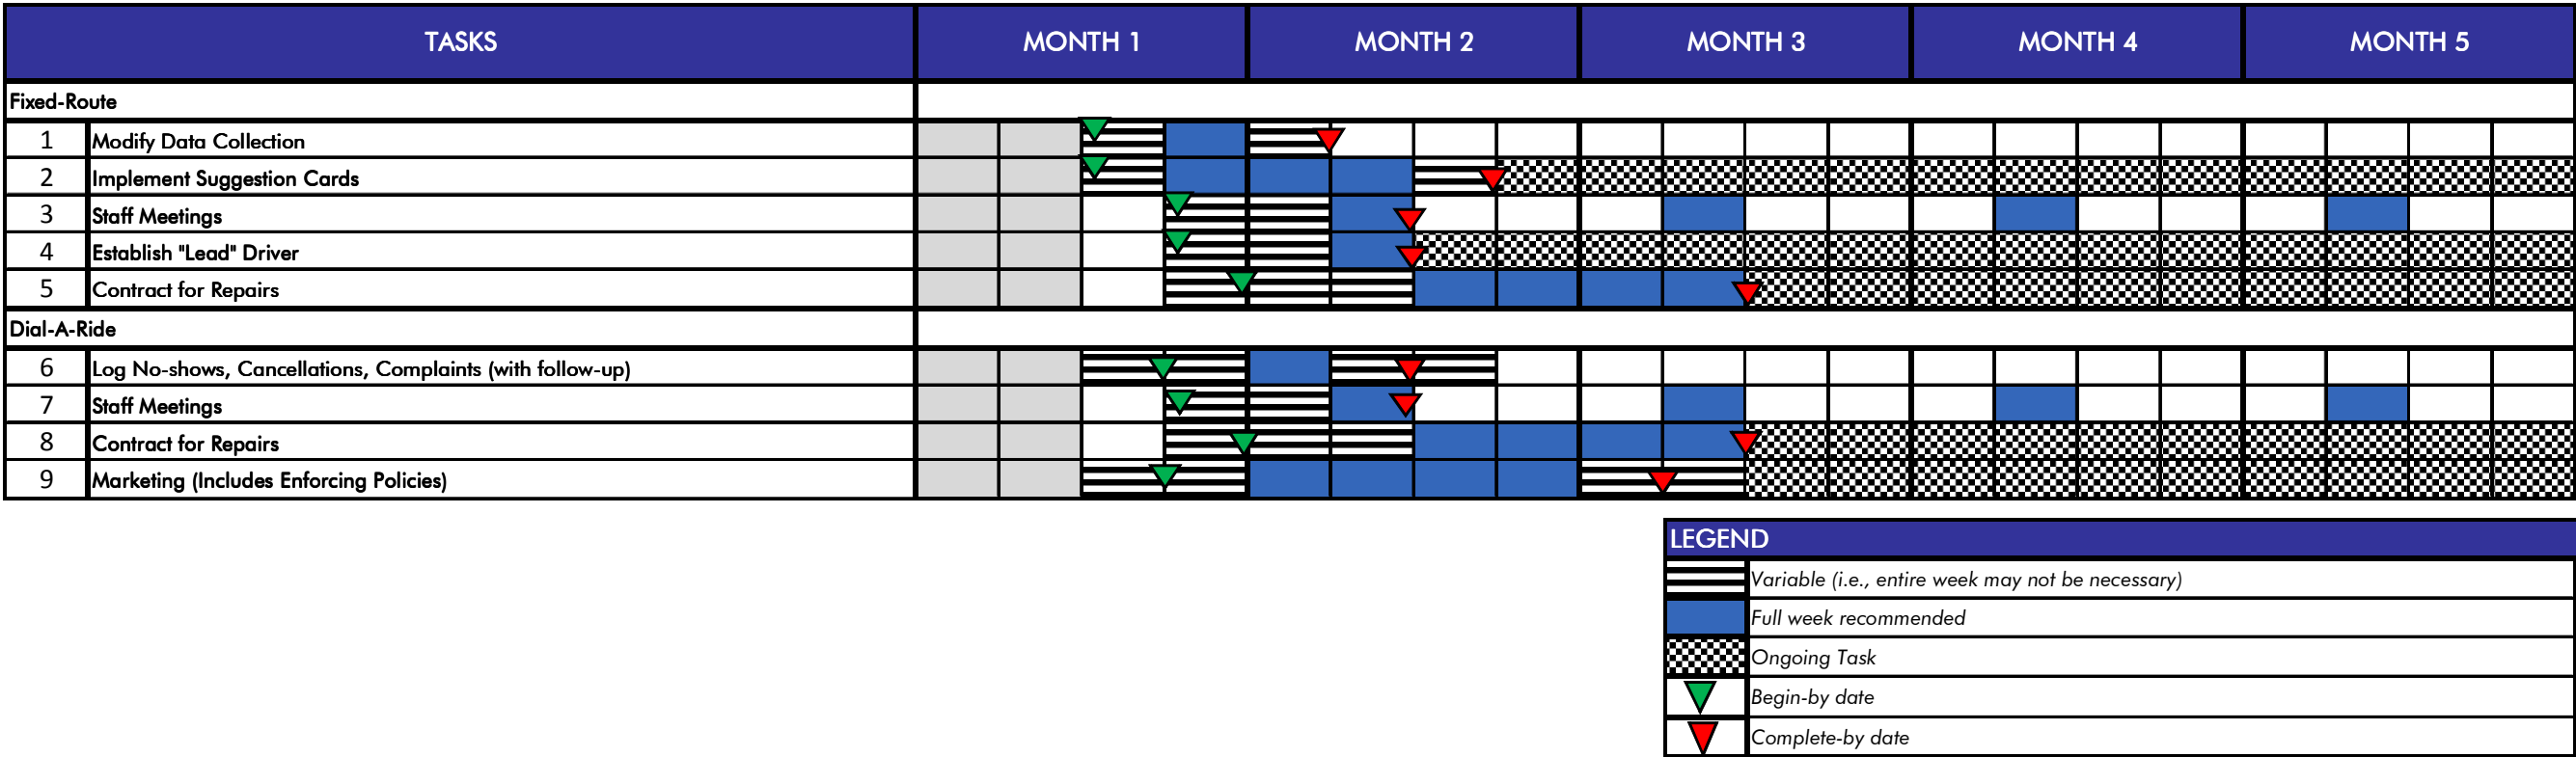 TASKS MONTH 1 MONTH 2 MONTH 3 MONTH 4 MONTH 5
Fixed-Route
1 Modify Data Collection
2 Implement Suggestion Cards
3 Staff Meetings
4 Establish "Lead" Driver
5 Contract for Repairs
Dial-A-Ride
6 Log No-shows, Cancellations, Complaints (with follow-up)
7 Staff Meetings
8 Contract for Repairs
9 Marketing (Includes Enforcing Policies)
LEGEND
Variable (i.e., entire week may not be necessary)
Full week recommended
Ongoing Task
Begin-by date
Complete-by date